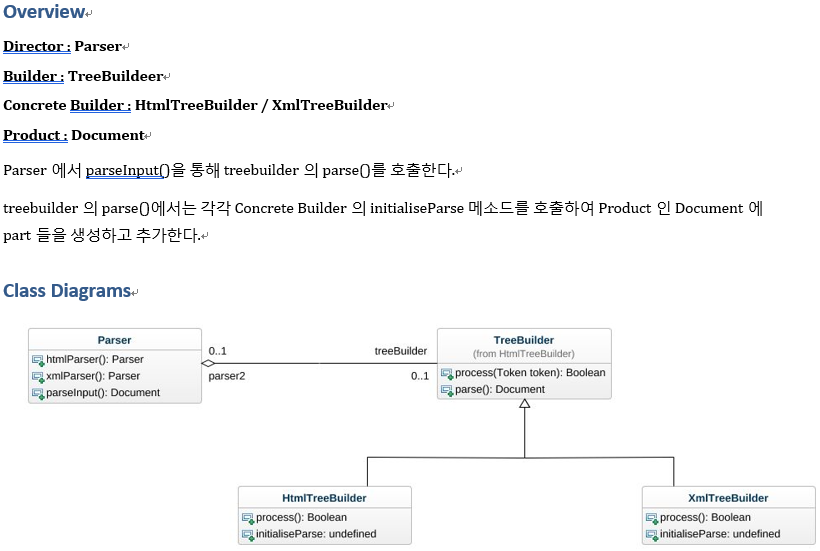 Overview
Director : Parser
Builder : TreeBuildeer
Concrete Builder : HtmlTreeBuilder / XmlTreeBuilder
Product : Document
Parser 에서 parseInput()을 통해 treebuilder 의 parse()를 호출한다.
treebuilder 의 parse()에서는 각각 Concrete Builder 의 initialiseParse 메소드를 호출하여 Product 인 Document 에
part 들을 생성하고 추가한다.
Class Diagrams
Parser
htmlParser(): Parser
xmlParser(): Parser
parseInput(): Document
0..1
parser2
treeBuilder
0..1
TreeBuilder
(from HtmlTreeBuilder)
process(Token token): Boolean
parse(): Document
HtmlTreeBuilder
process(): Boolean
initialiseParse: undefined
XmlTreeBuilder
process(): Boolean
initialiseParse: undefined